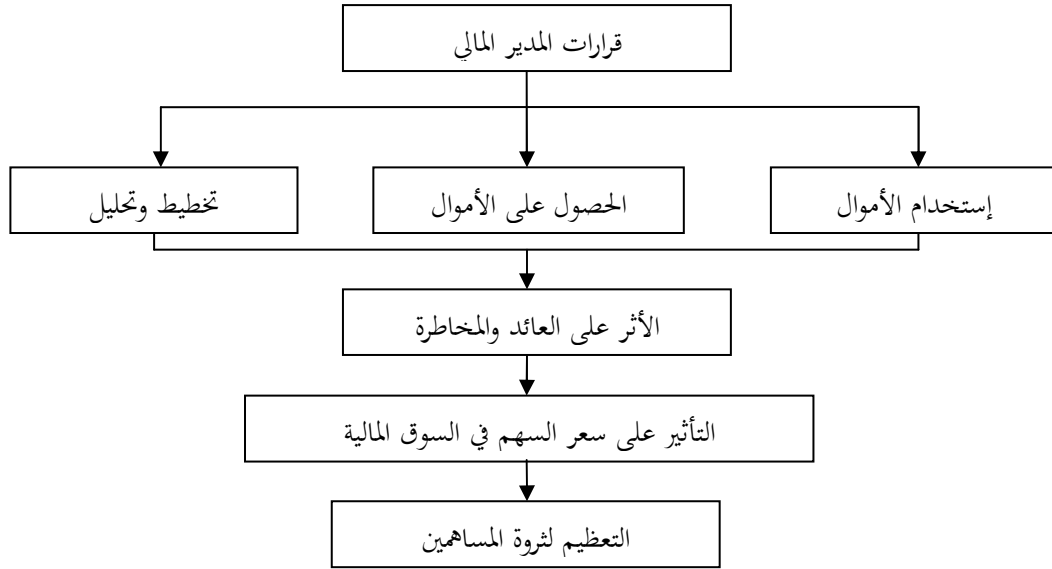 قرارات المدير المالي
إستخدام الأموال
الحصول على الأموال
تخطيط وتحليل
الأثر على العائد والمخاطرة
التأثير على سعر السهم في السوق المالية
التعظيم لثروة المساهمين